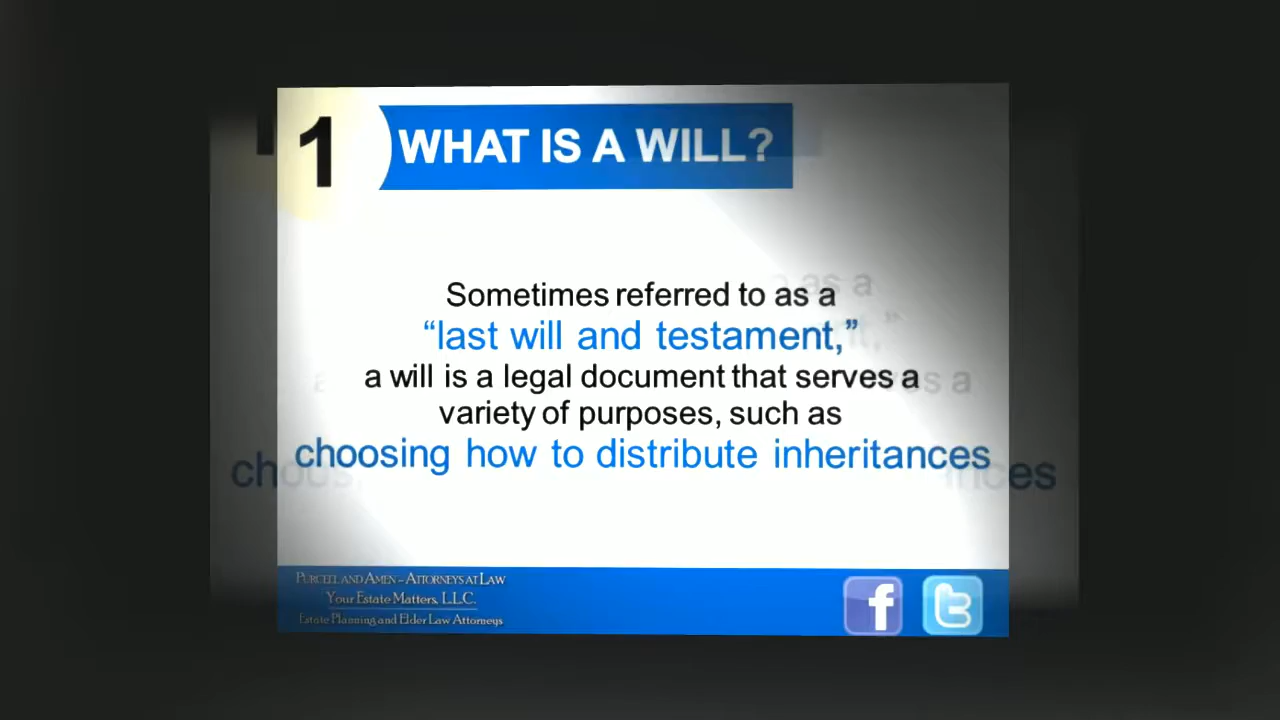 1
WHAT IS A WILL?
Sometimes referred to as a
“last will and testament,”
a will is a legal document that serves a
variety of purposes, such as
choosing how to distribute inheritances
PURCELL AND AMEN – ATTORNEYS AT LAW
Your Estate Matters, L.L.C.
Estate Planning and Elder Law Attorneys